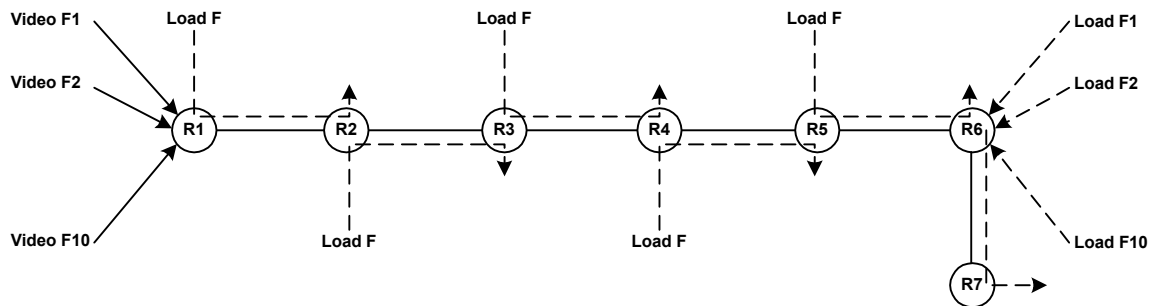 Video F1
Load F
Load F
Load F
Load F1
Video F2
Load F2
R1
R2
R3
R4
R5
R6
Video F10
Load F
Load F
Load F10
R7